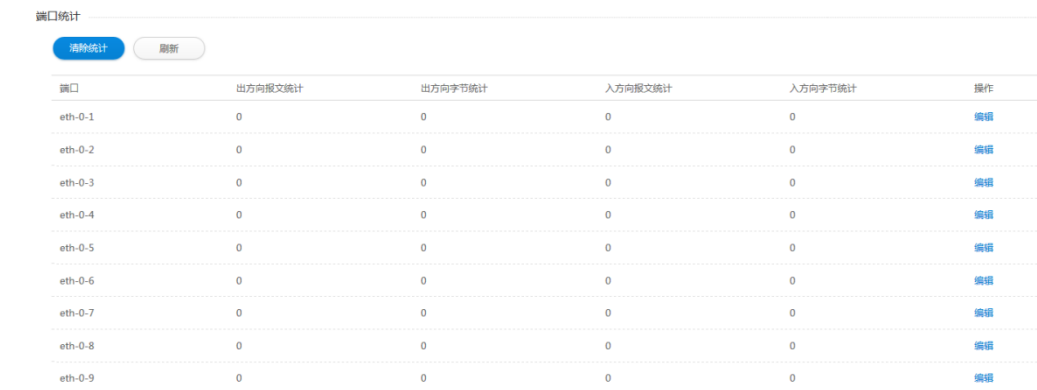 端口统计
清除统计 刷新
端口 出方向报文统计 出方向字节统计 入方向报文统计 入方向字节统计 操作
eth-0-1 0 0 0 0 编辑
eth-0-2 0 0 0 0 编辑
eth-0-3 0 0 0 0 编辑
eth-0-4 0 0 0 0 编辑
eth-0-5 0 0 0 0 编辑
eth-0-6 0 0 0 0 编辑
eth-0-7 0 0 0 0 编辑
eth-0-8 0 0 0 0 编辑
eth-0-9 0 0 0 0 编辑